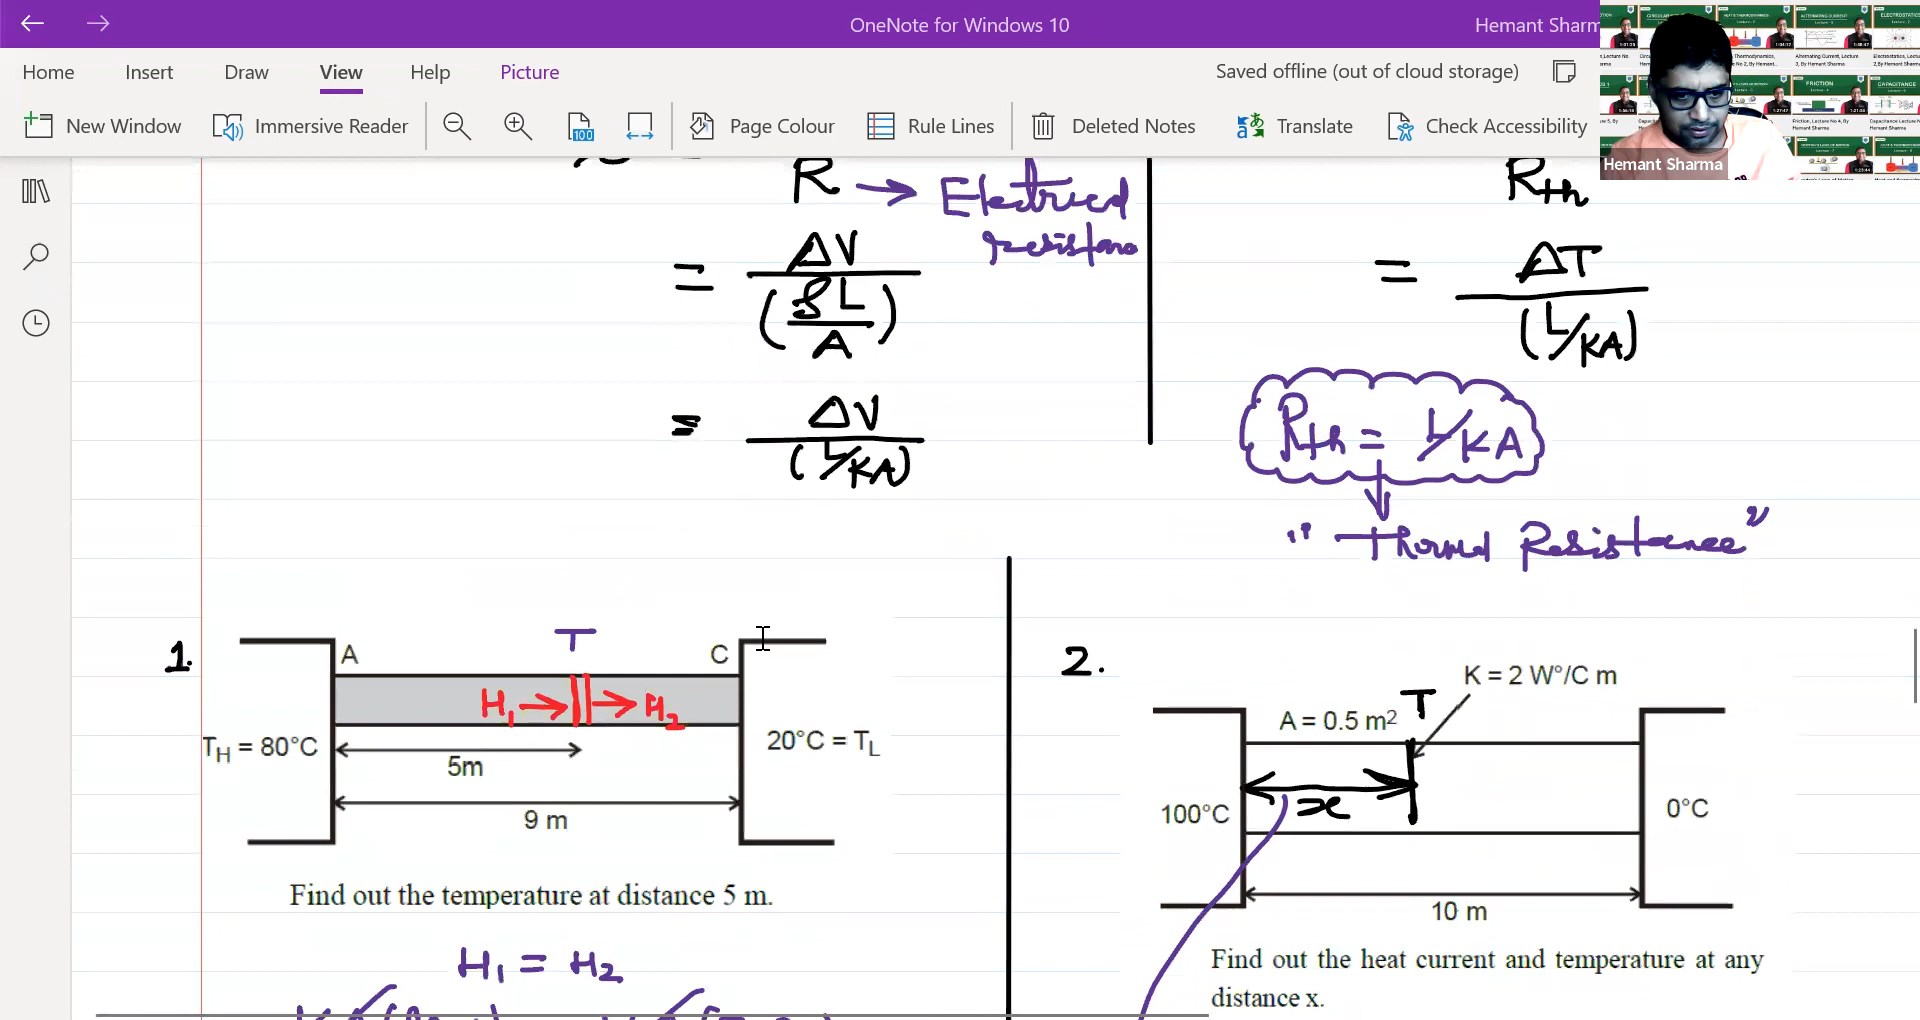 OneNote for Windows 10
Hemant Sharm
Home Insert Draw View Help Picture
Saved offline (out of cloud storage)
New Window Immersive Reader Page Colour Rule Lines Deleted Notes Translate Check Accessibility
Hemant Sharma
R → Electrical
resistanc
Rth
= ΔV / (ρL/A)
= ΔT / (L/KA)
= ΔV / (L/KA)
Rth = L/KA
"Thermal Resistance"
1.
A T C
H₁ → → H₂
T_H = 80°C
20°C = T_L
5m
9 m
Find out the temperature at distance 5 m.
H₁ = H₂
2.
K = 2 W°/C m
A = 0.5 m² T
100°C
x
0°C
10 m
Find out the heat current and temperature at any
distance x.